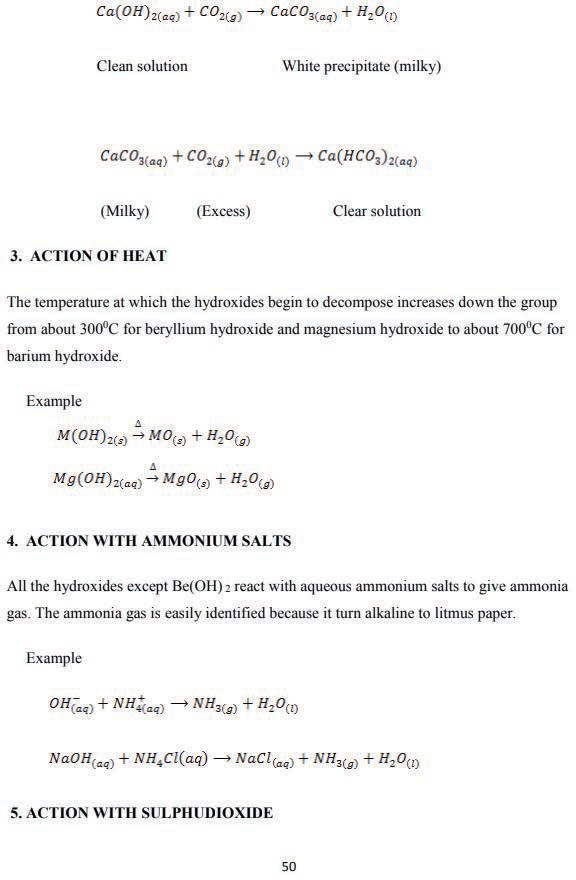 Ca(OH)₂(aq) + CO₂(g) → CaCO₃(aq) + H₂O(l)
Clean solution White precipitate (milky)
CaCO₃(aq) + CO₂(g) + H₂O(l) → Ca(HCO₃)₂(aq)
(Milky) (Excess) Clear solution
3. ACTION OF HEAT
The temperature at which the hydroxides begin to decompose increases down the group
from about 300⁰C for beryllium hydroxide and magnesium hydroxide to about 700⁰C for
barium hydroxide.
Example
M(OH)₂(s) →(Δ) MO(s) + H₂O(g)
Mg(OH)₂(aq) →(Δ) MgO(s) + H₂O(g)
4. ACTION WITH AMMONIUM SALTS
All the hydroxides except Be(OH) ₂ react with aqueous ammonium salts to give ammonia
gas. The ammonia gas is easily identified because it turn alkaline to litmus paper.
Example
OH⁻(aq) + NH₄⁺(aq) → NH₃(g) + H₂O(l)
NaOH(aq) + NH₄Cl(aq) → NaCl(aq) + NH₃(g) + H₂O(l)
5. ACTION WITH SULPHUDIOXIDE
50